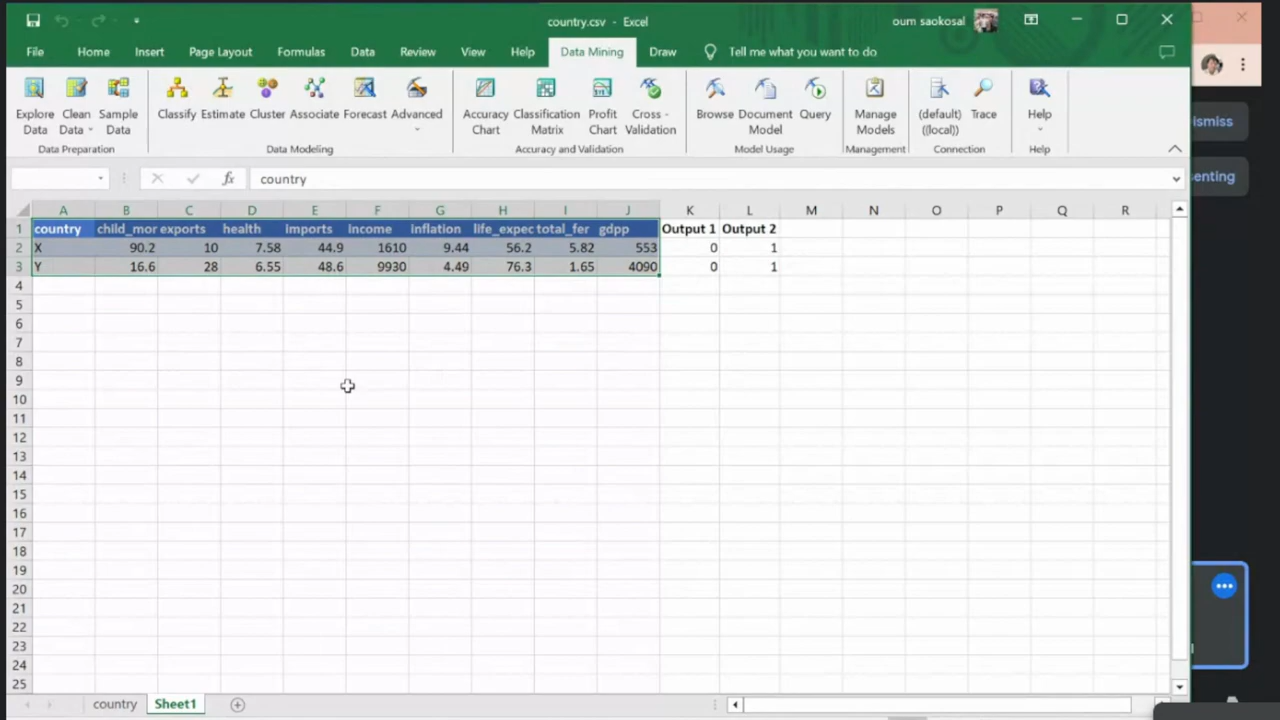 country.csv - Excel
oum saokosal
File Home Insert Page Layout Formulas Data Review View Help Data Mining Draw Tell me what you want to do
Explore Data
Clean Data
Sample Data
Data Preparation
Classify Estimate Cluster Associate Forecast Advanced
Data Modeling
Accuracy Chart
Classification Matrix
Profit Chart
Cross - Validation
Accuracy and Validation
Browse
Document Model
Query
Model Usage
Manage Models
Management
(default) ((local))
Trace
Connection
Help
Help
fx country
A B C D E F G H I J K L M N O P Q R
1 country child_mor exports health imports income inflation life_expec total_fer gdpp Output 1 Output 2
2 X 90.2 10 7.58 44.9 1610 9.44 56.2 5.82 553 0 1
3 Y 16.6 28 6.55 48.6 9930 4.49 76.3 1.65 4090 0 1
4
5
6
7
8
9
10
11
12
13
14
15
16
17
18
19
20
21
22
23
24
25
country Sheet1